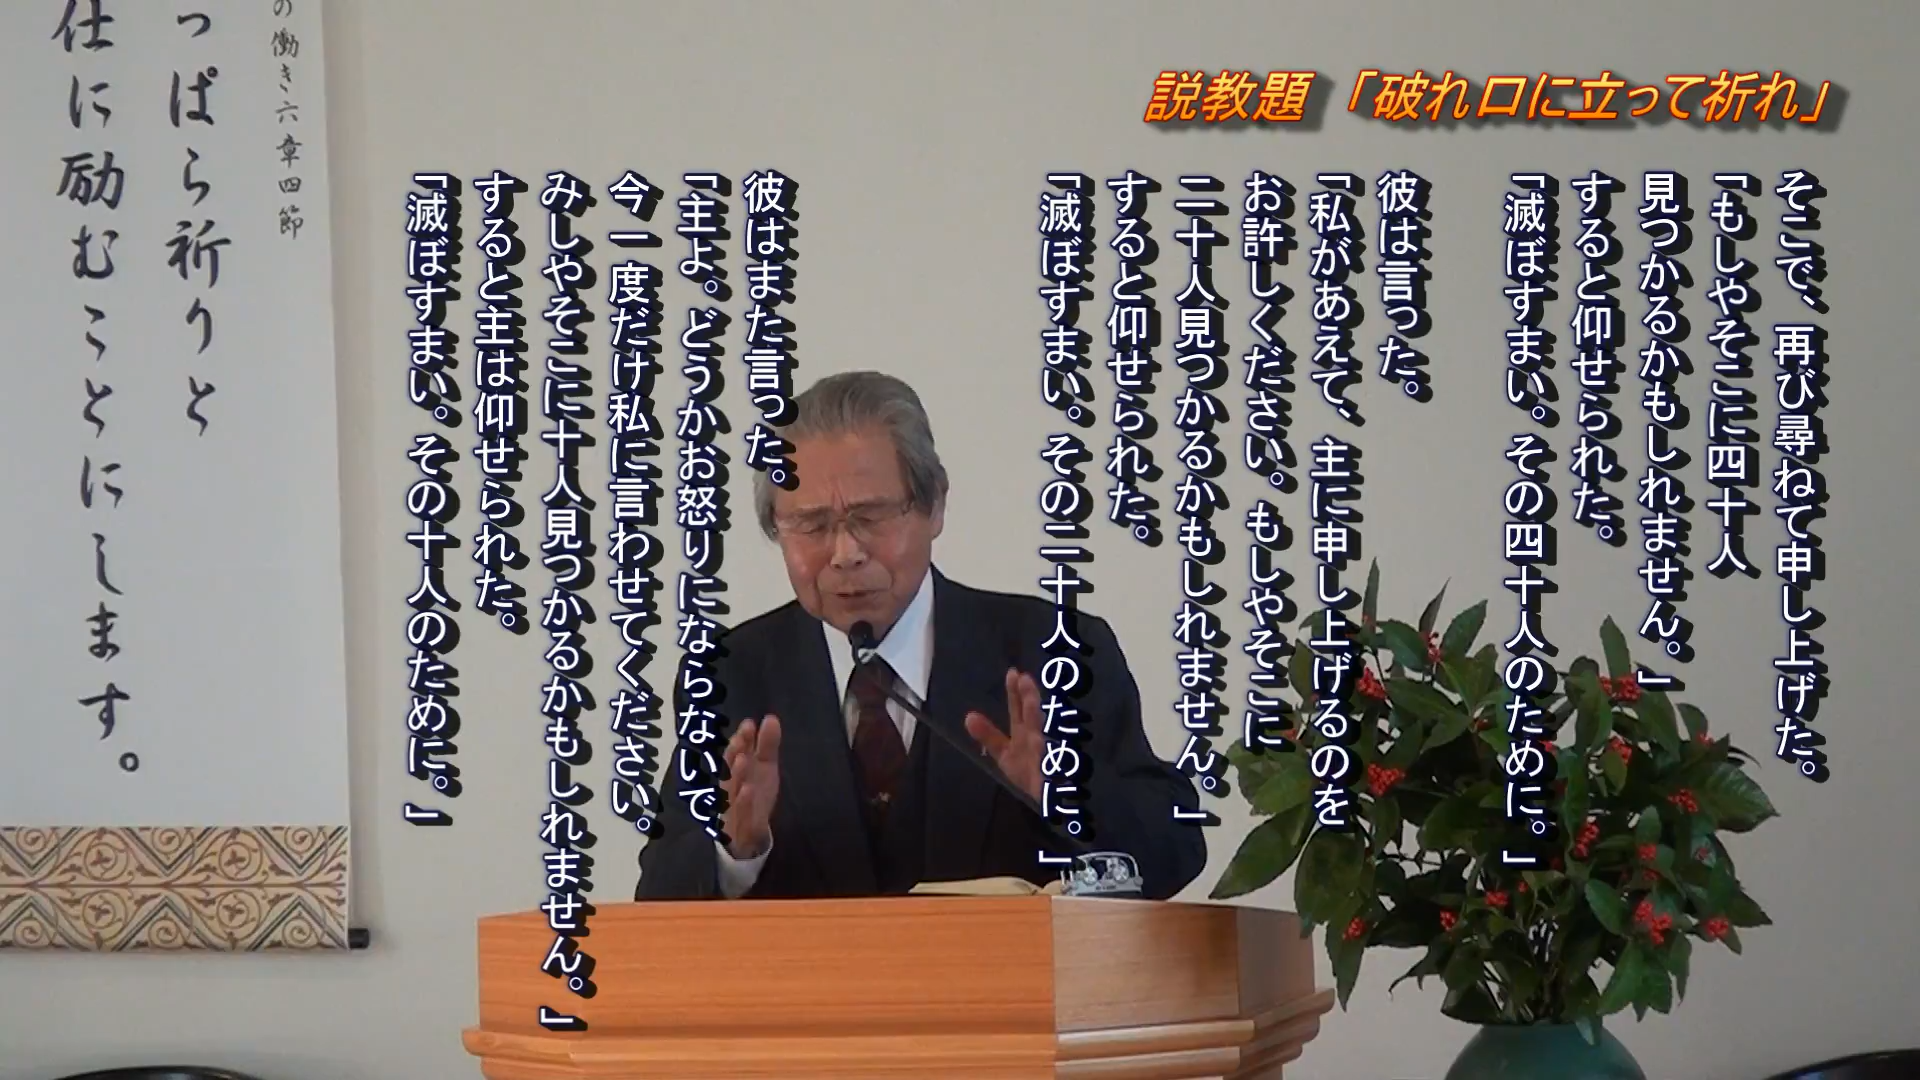 説教題 「破れ口に立って祈れ」
そこで、再び尋ねて申し上げた。
「もしやそこに四十人
見つかるかもしれません。」
すると仰せられた。
「滅ぼすまい。その四十人のために。」
彼は言った。
「私があえて、主に申し上げるのを
お許しください。もしやそこに
二十人見つかるかもしれません。」
すると仰せられた。
「滅ぼすまい。その二十人のために。」
彼はまた言った。
「主よ。どうかお怒りにならないで、
今一度だけ私に言わせてください。
みしやそこに十人見つかるかもしれません。」
すると主は仰せられた。
「滅ぼすまい。その十人のために。」
の働き六章四節
っぱら祈りと
仕に励むことにします。